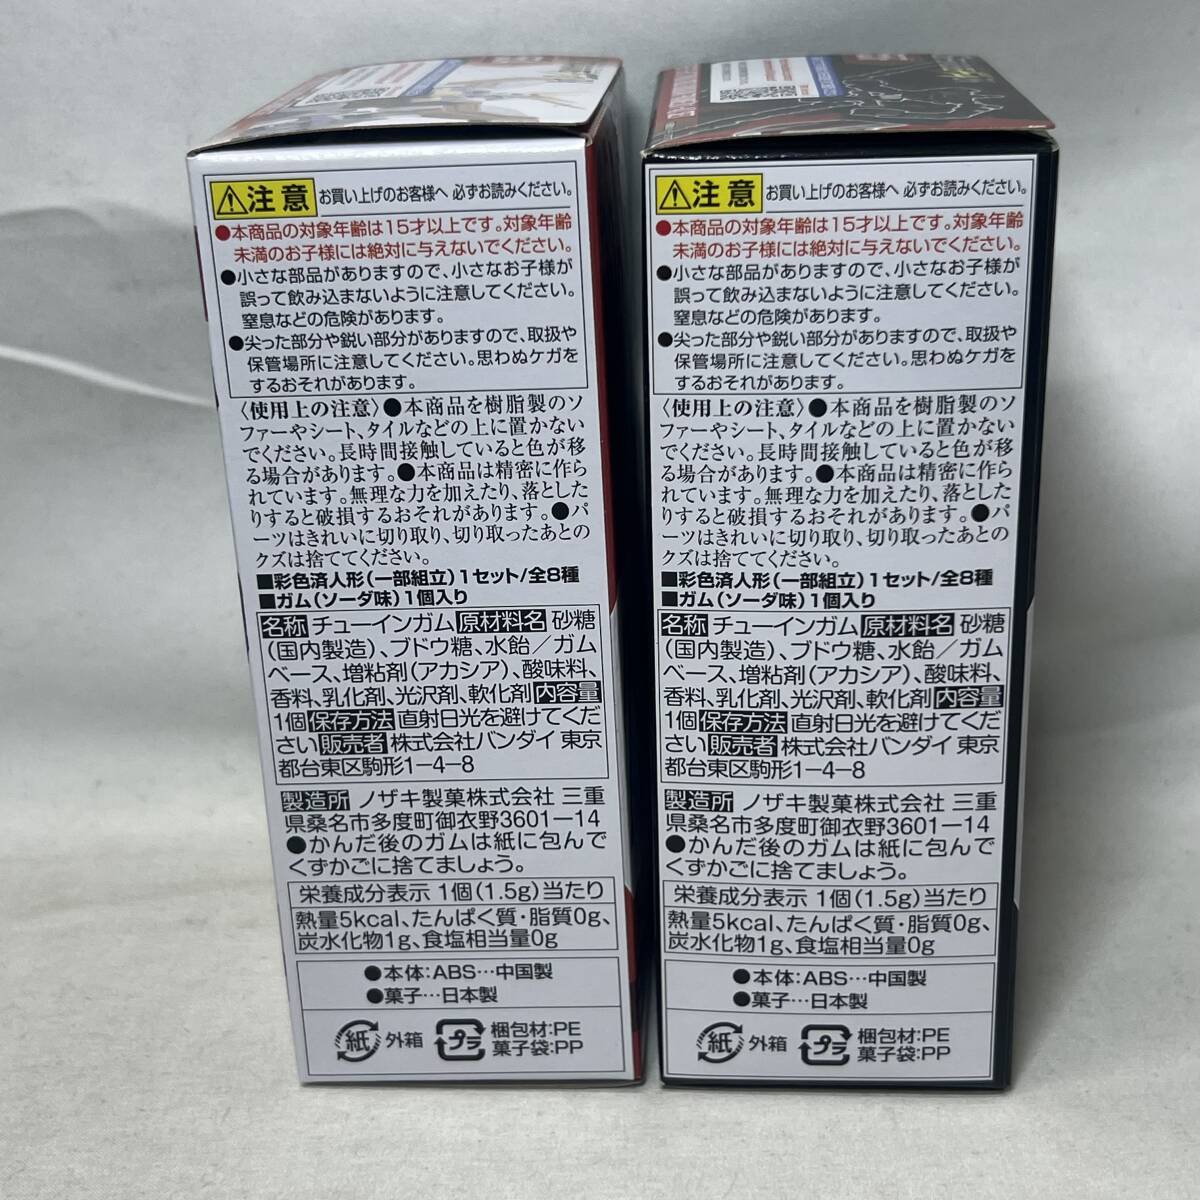 注意 お買い上げのお客様へ 必ずお読みください。
●本商品の対象年齢は15才以上です。対象年齢
未満のお子様には絶対に与えないでください。
●小さな部品がありますので、小さなお子様が
誤って飲み込まないように注意してください。
窒息などの危険があります。
●尖った部分や鋭い部分がありますので、取扱や
保管場所に注意してください。思わぬケガを
するおそれがあります。
〈使用上の注意〉●本商品を樹脂製のソ
ファーやシート、タイルなどの上に置かない
でください。長時間接触していると色が移
る場合があります。●本商品は精密に作ら
れています。無理な力を加えたり、落とした
りすると破損するおそれがあります。●パ
ーツはきれいに切り取り、切り取ったあとの
クズは捨ててください。
■彩色済人形(一部組立)1セット/全8種
■ガム(ソーダ味)1個入り
名称 チューインガム 原材料名 砂糖
(国内製造)、ブドウ糖、水飴/ガム
ベース、増粘剤(アカシア)、酸味料、
香料、乳化剤、光沢剤、軟化剤 内容量
1個 保存方法 直射日光を避けてくだ
さい 販売者 株式会社バンダイ 東京
都台東区駒形1-4-8
製造所 ノザキ製菓株式会社 三重
県桑名市多度町御衣野3601-14
●かんだ後のガムは紙に包んで
くずかごに捨てましょう。
栄養成分表示 1個(1.5g)当たり
熱量5kcal、たんぱく質・脂質0g、
炭水化物1g、食塩相当量0g
●本体:ABS…中国製
●菓子…日本製
紙 外箱 プラ 梱包材:PE
菓子袋:PP
注意 お買い上げのお客様へ 必ずお読みください。
●本商品の対象年齢は15才以上です。対象年齢
未満のお子様には絶対に与えないでください。
●小さな部品がありますので、小さなお子様が
誤って飲み込まないように注意してください。
窒息などの危険があります。
●尖った部分や鋭い部分がありますので、取扱や
保管場所に注意してください。思わぬケガを
するおそれがあります。
〈使用上の注意〉●本商品を樹脂製のソ
ファーやシート、タイルなどの上に置かない
でください。長時間接触していると色が移
る場合があります。●本商品は精密に作ら
れています。無理な力を加えたり、落とした
りすると破損するおそれがあります。●パ
ーツはきれいに切り取り、切り取ったあとの
クズは捨ててください。
■彩色済人形(一部組立)1セット/全8種
■ガム(ソーダ味)1個入り
名称 チューインガム 原材料名 砂糖
(国内製造)、ブドウ糖、水飴/ガム
ベース、増粘剤(アカシア)、酸味料、
香料、乳化剤、光沢剤、軟化剤 内容量
1個 保存方法 直射日光を避けてくだ
さい 販売者 株式会社バンダイ 東京
都台東区駒形1-4-8
製造所 ノザキ製菓株式会社 三重
県桑名市多度町御衣野3601-14
●かんだ後のガムは紙に包んで
くずかごに捨てましょう。
栄養成分表示 1個(1.5g)当たり
熱量5kcal、たんぱく質・脂質0g、
炭水化物1g、食塩相当量0g
●本体:ABS…中国製
●菓子…日本製
紙 外箱 プラ 梱包材:PE
菓子袋:PP